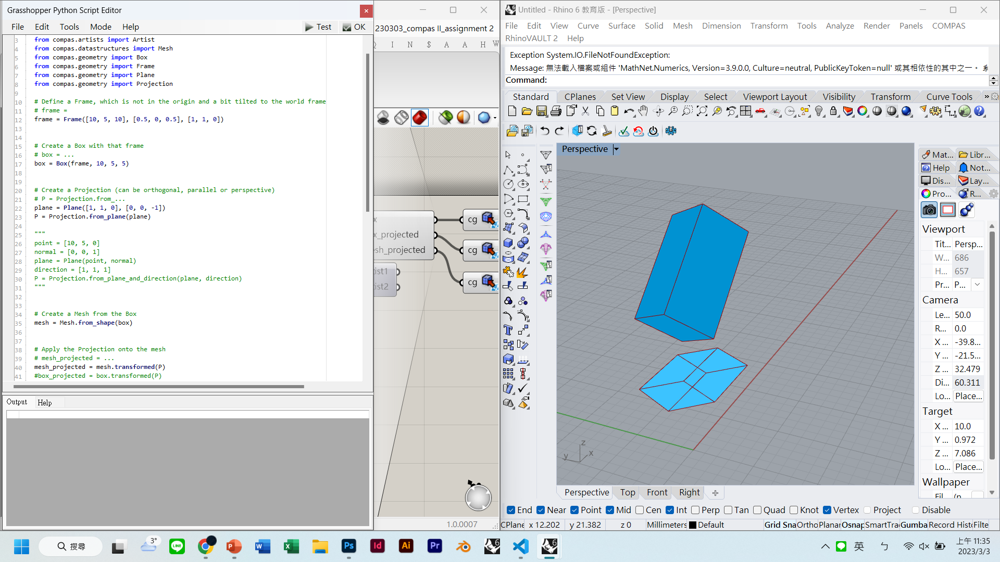 Grasshopper Python Script Editor
File Edit Tools Mode Help Test OK
3 from compas.artists import Artist
4 from compas.datastructures import Mesh
5 from compas.geometry import Box
6 from compas.geometry import Frame
7 from compas.geometry import Plane
8 from compas.geometry import Projection
9
10 # Define a Frame, which is not in the origin and a bit tilted to the world frame
11 # frame =
12 frame = Frame([10, 5, 10], [0.5, 0, 0.5], [1, 1, 0])
13
14
15 # Create a Box with that frame
16 # box = ...
17 box = Box(frame, 10, 5, 5)
18
19
20 # Create a Projection (can be orthogonal, parallel or perspective)
21 # P = Projection.from_...
22 plane = Plane([1, 1, 0], [0, 0, -1])
23 P = Projection.from_plane(plane)
24
25 """
26 point = [10, 5, 0]
27 normal = [0, 0, 1]
28 plane = Plane(point, normal)
29 direction = [1, 1, 1]
30 P = Projection.from_plane_and_direction(plane, direction)
31 """
32
33
34 # Create a Mesh from the Box
35 mesh = Mesh.from_shape(box)
36
37
38 # Apply the Projection onto the mesh
39 # mesh_projected = ...
40 mesh_projected = mesh.transformed(P)
41 #box_projected = box.transformed(P)
Output Help
230303_compas II_assignment 2
I N $ A A H W
x
x_projected
esh_projected
tist1
tist2
cg
cg
cg
1.0.0007
Untitled - Rhino 6 教育版 - [Perspective]
File Edit View Curve Surface Solid Mesh Dimension Transform Tools Analyze Render Panels COMPAS
RhinoVAULT 2 Help
Exception System.IO.FileNotFoundException:
Message: 無法載入檔案或組件 'MathNet.Numerics, Version=3.9.0.0, Culture=neutral, PublicKeyToken=null' 或其相依性的其中之一。 系
Command:
Standard CPlanes Set View Display Select Viewport Layout Visibility Transform Curve Tools »
Perspective
z
y x
Mat... Libr...
Help Not...
Dis... Lay...
Pro... R...
Viewport
Tit... Persp...
W... 686
H... 657
Pr... P...
Camera
Le... 50.0
R... 0.0
X ... -39.8...
Y ... -21.5...
Z ... 32.479
Di... 60.311
Lo... Place...
Target
X ... 10.0
Y ... 0.972
Z ... 7.086
Lo... Place...
Wallpaper
Perspective Top Front Right
End Near Point Mid Cen Int Perp Tan Quad Knot Vertex Project Disable
CPlane x 12.202 y 21.382 z 0 Millimeters Default Grid Sna Ortho Planar Osnap SmartTra Gumba Record Histo Filte
搜尋 3° LINE Ps Id Ai Pr 6 6 英 ㄅ
上午 11:35
2023/3/3